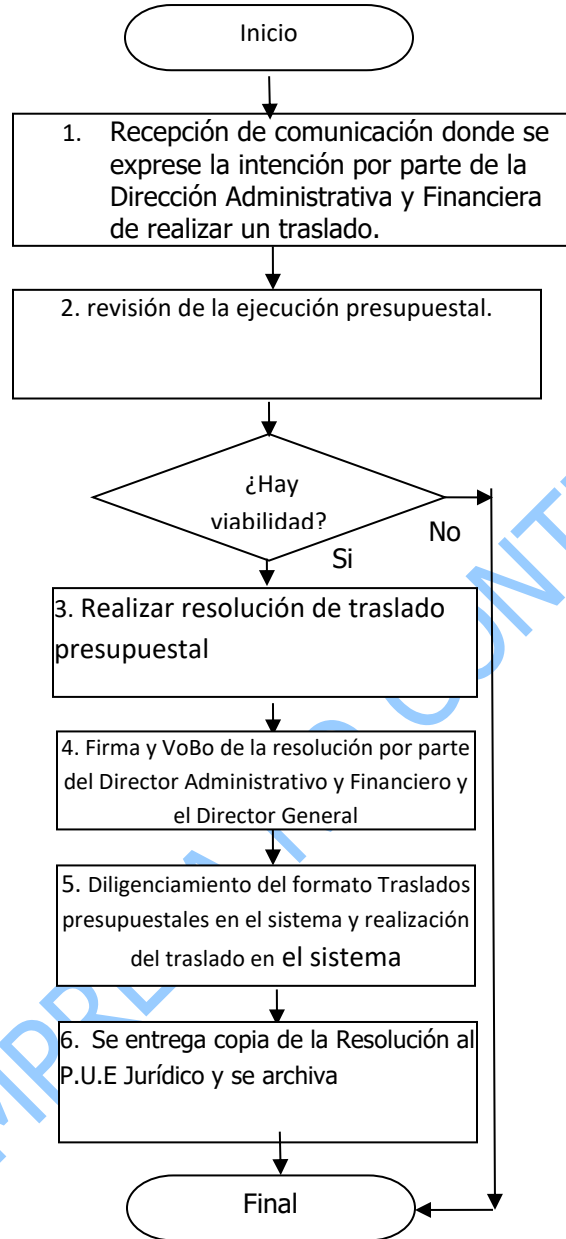 Inicio
1. Recepción de comunicación donde se
exprese la intención por parte de la
Dirección Administrativa y Financiera
de realizar un traslado.
2. revisión de la ejecución presupuestal.
¿Hay
viabilidad?
No
Si
3. Realizar resolución de traslado
presupuestal
4. Firma y VoBo de la resolución por parte
del Director Administrativo y Financiero y
el Director General
5. Diligenciamiento del formato Traslados
presupuestales en el sistema y realización
del traslado en el sistema
6. Se entrega copia de la Resolución al
P.U.E Jurídico y se archiva
Final